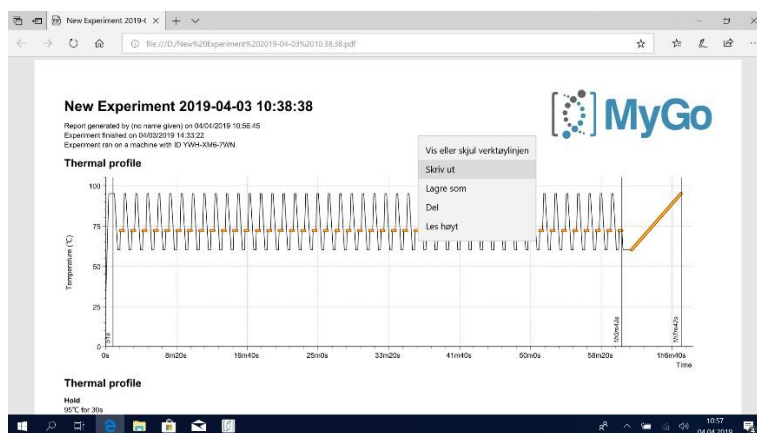 New Experiment 2019-(
file:///D:/New%20Experiment%202019-04-03%2010.38.38.pdf
New Experiment 2019-04-03 10:38:38
MyGo
Report generated by (no name given) on 04/04/2019 10:56:45
Experiment finished on 04/03/2019 14:33:22
Experiment ran on a machine with ID YWH-XM6-7WN
Thermal profile
Vis eller skjul verktøylinjen
Skriv ut
Lagre som
Del
Les høyt
100
75
50
25
0
Temperature (°C)
1h2m42s
1h7m42s
0s
8m20s
16m40s
25m0s
33m20s
41m40s
50m0s
58m20s
1h6m40s
Time
Thermal profile
Hold
95°C for 30s
10:57
04.04.2019